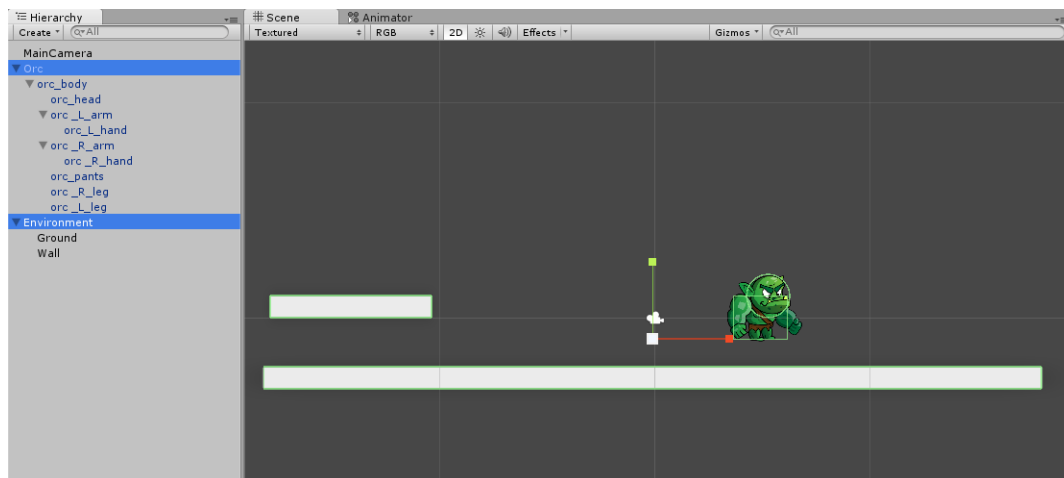 Hierarchy
Create All
MainCamera
Orc
orc_body
orc_head
orc _L_arm
orc_L_hand
orc _R_arm
orc _R_hand
orc_pants
orc _R_leg
orc _L_leg
Environment
Ground
Wall
Scene Animator
Textured RGB 2D Effects Gizmos All